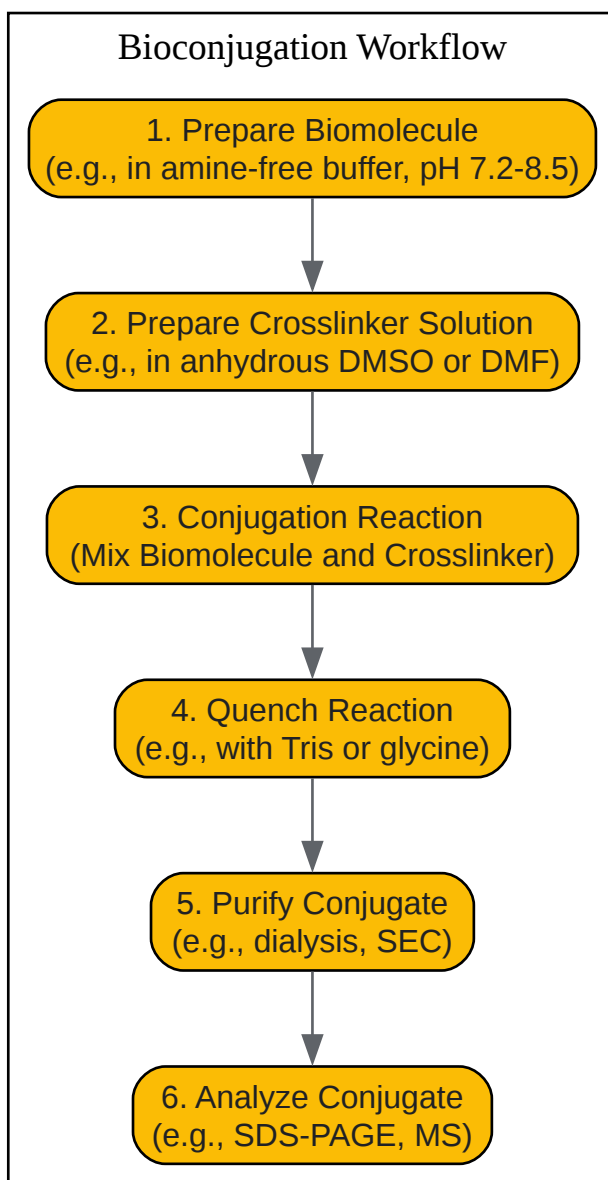 Bioconjugation Workflow
1. Prepare Biomolecule
(e.g., in amine-free buffer, pH 7.2-8.5)
2. Prepare Crosslinker Solution
(e.g., in anhydrous DMSO or DMF)
3. Conjugation Reaction
(Mix Biomolecule and Crosslinker)
4. Quench Reaction
(e.g., with Tris or glycine)
5. Purify Conjugate
(e.g., dialysis, SEC)
6. Analyze Conjugate
(e.g., SDS-PAGE, MS)